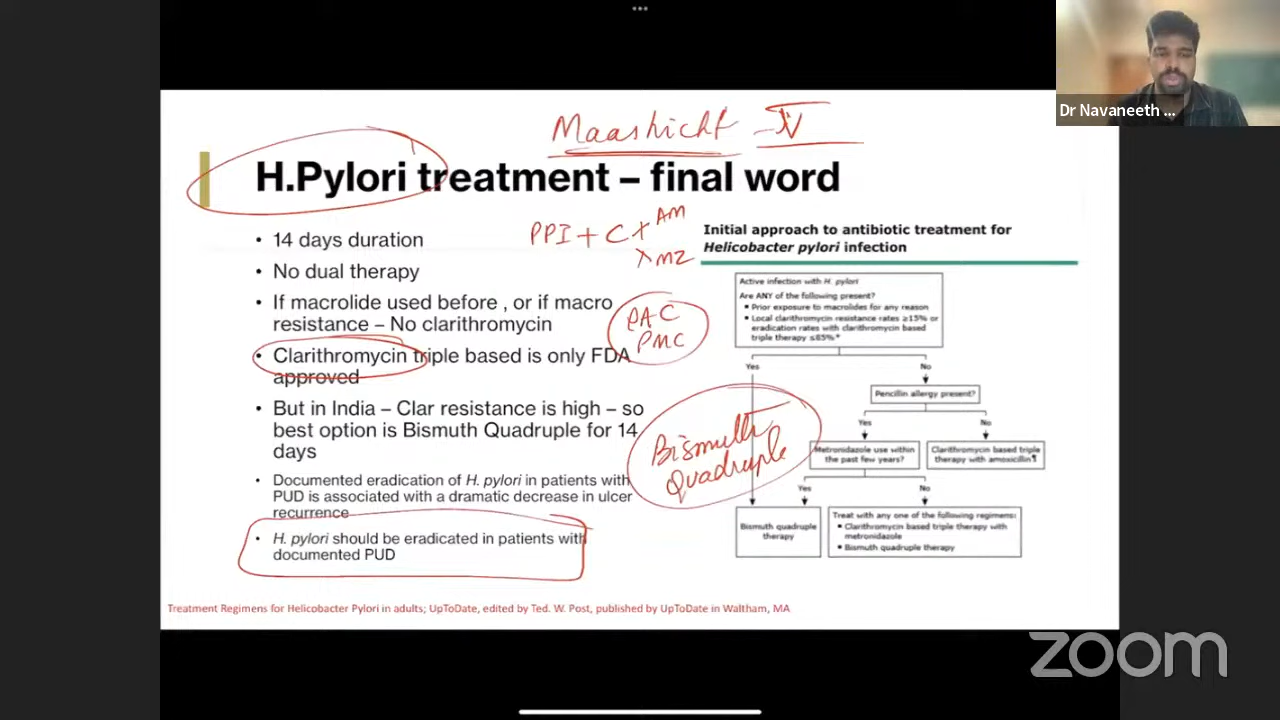 Dr Navaneeth ...
Maashicht - IV
H.Pylori treatment – final word
PPI + C
AM
MZ
• 14 days duration
• No dual therapy
• If macrolide used before , or if macro
resistance – No clarithromycin
PAC
PMC
• Clarithromycin triple based is only FDA
approved
• But in India – Clar resistance is high – so
best option is Bismuth Quadruple for 14
days
• Documented eradication of H. pylori in patients with
PUD is associated with a dramatic decrease in ulcer
recurrence
• H. pylori should be eradicated in patients with
documented PUD
Bismuth
Quadruple
Initial approach to antibiotic treatment for
Helicobacter pylori infection
Active infection with H. pylori
Are ANY of the following present?
▪ Prior exposure to macrolides for any reason
▪ Local clarithromycin resistance rates ≥15% or
eradication rates with clarithromycin based
triple therapy ≤85%*
Yes
No
Pencillin allergy present?
Yes
No
Metronidazole use within
the past few years?
Clarithromycin based triple
therapy with amoxicillin¶
Yes
No
Bismuth quadruple
therapy
Treat with any one of the following regimens:
▪ Clarithromycin based triple therapy with
metronidazole
▪ Bismuth quadruple therapy
Treatment Regimens for Helicobacter Pylori in adults; UpToDate, edited by Ted. W. Post, published by UpToDate in Waltham, MA
zoom